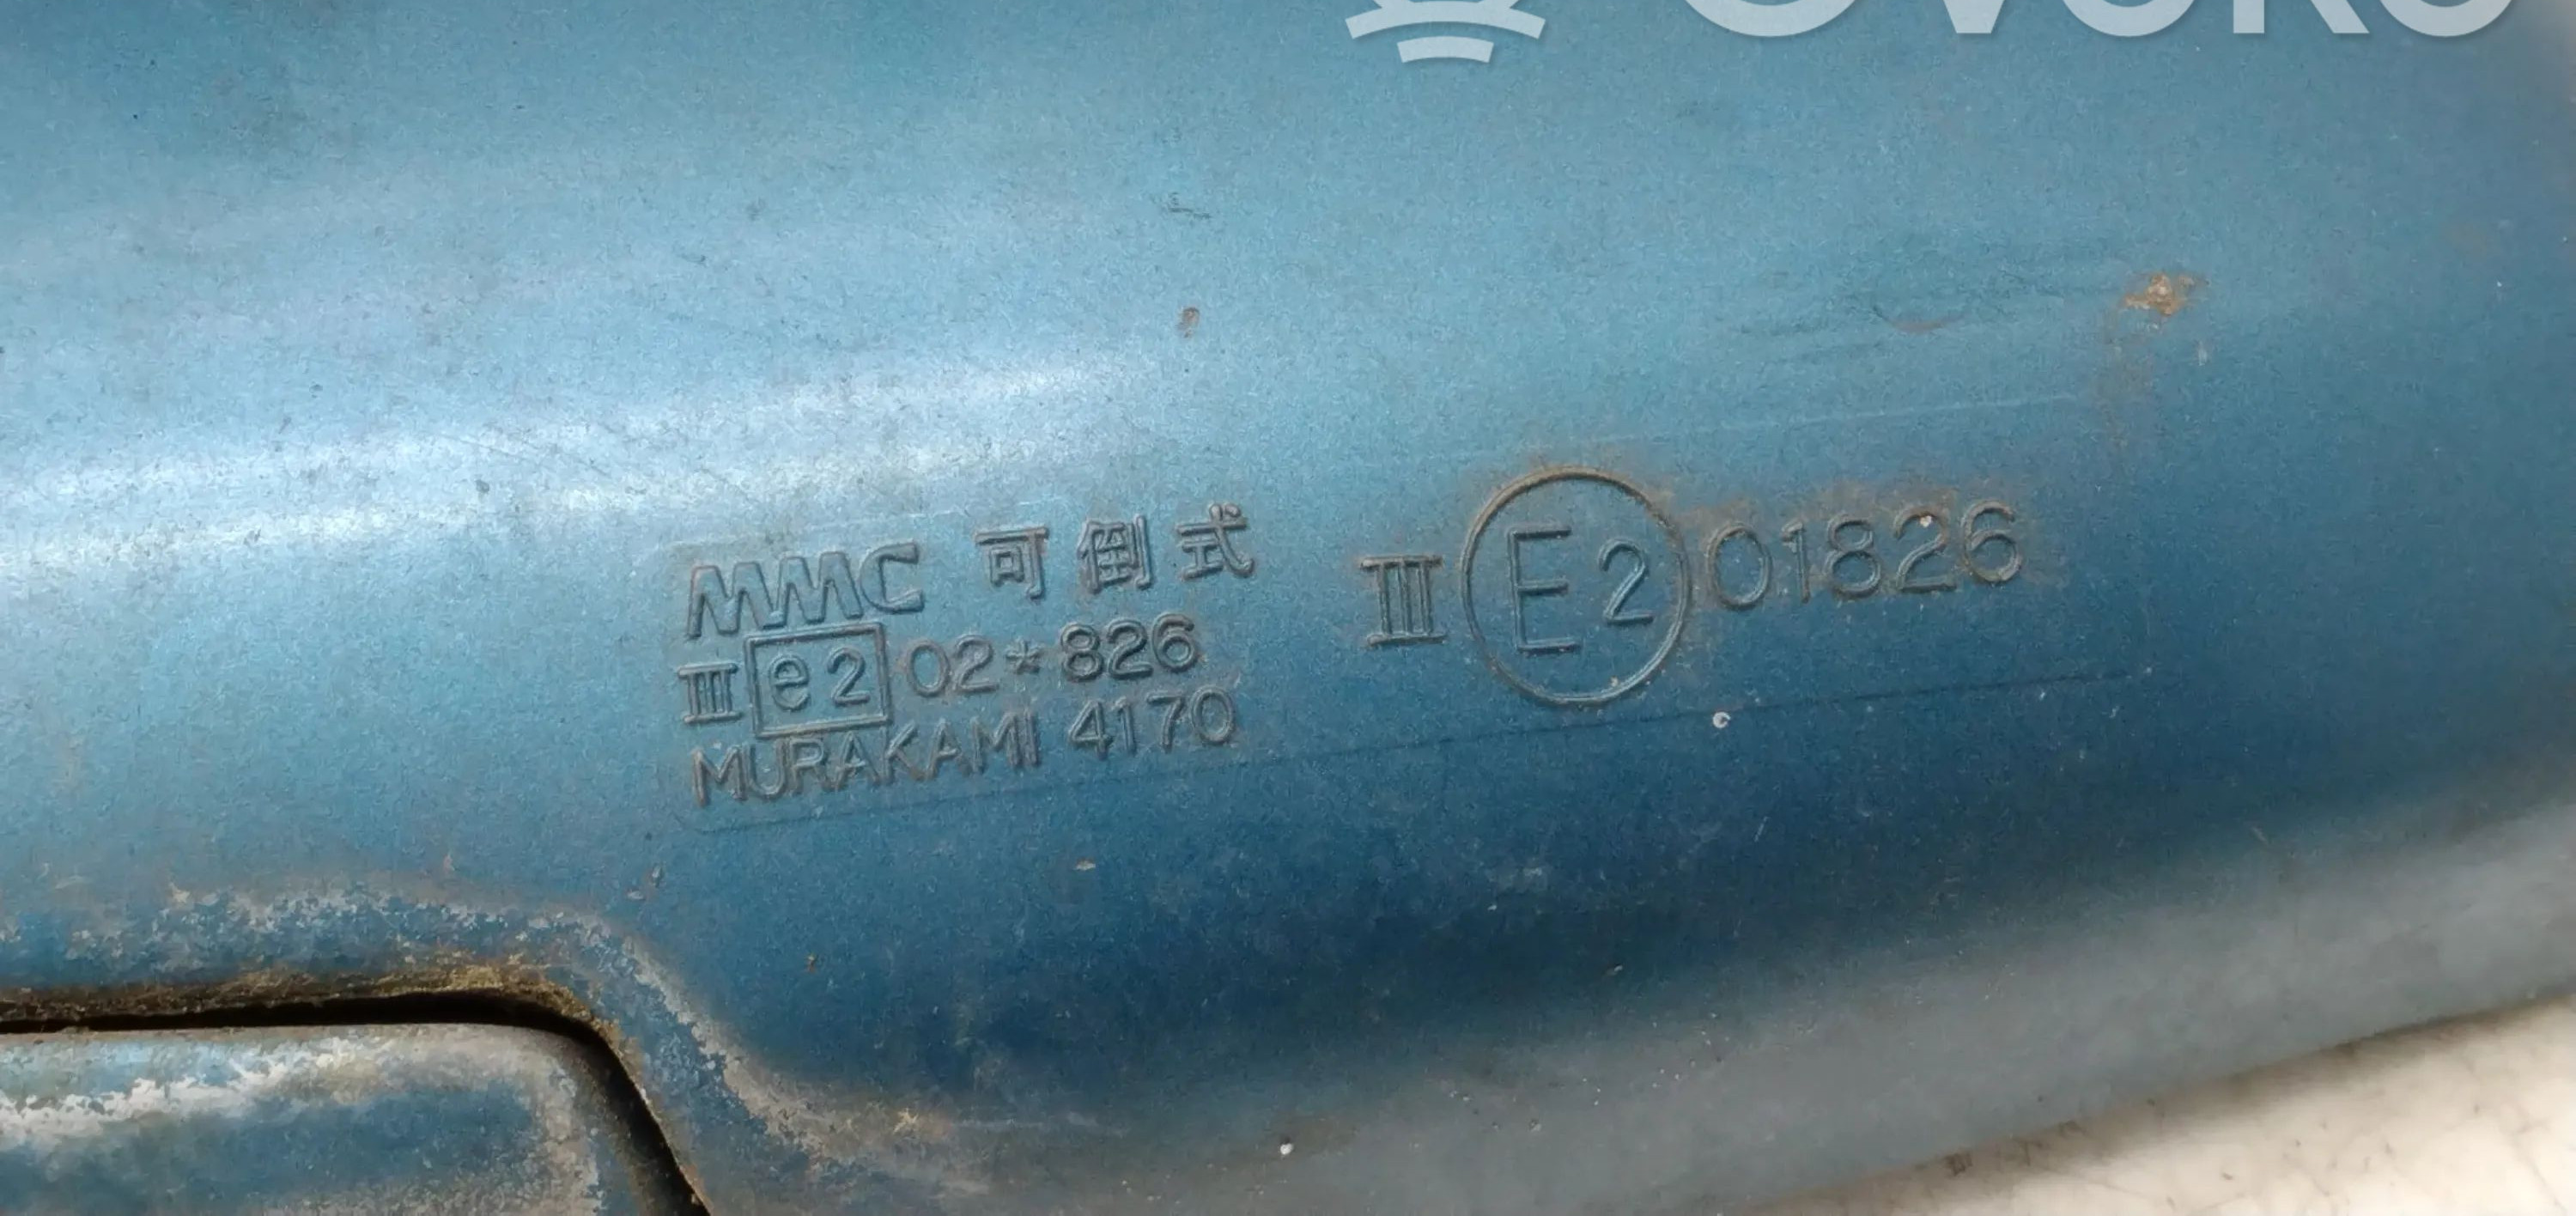 MMC 可倒式
III e2 02*826
MURAKAMI 4170
III E2 01826